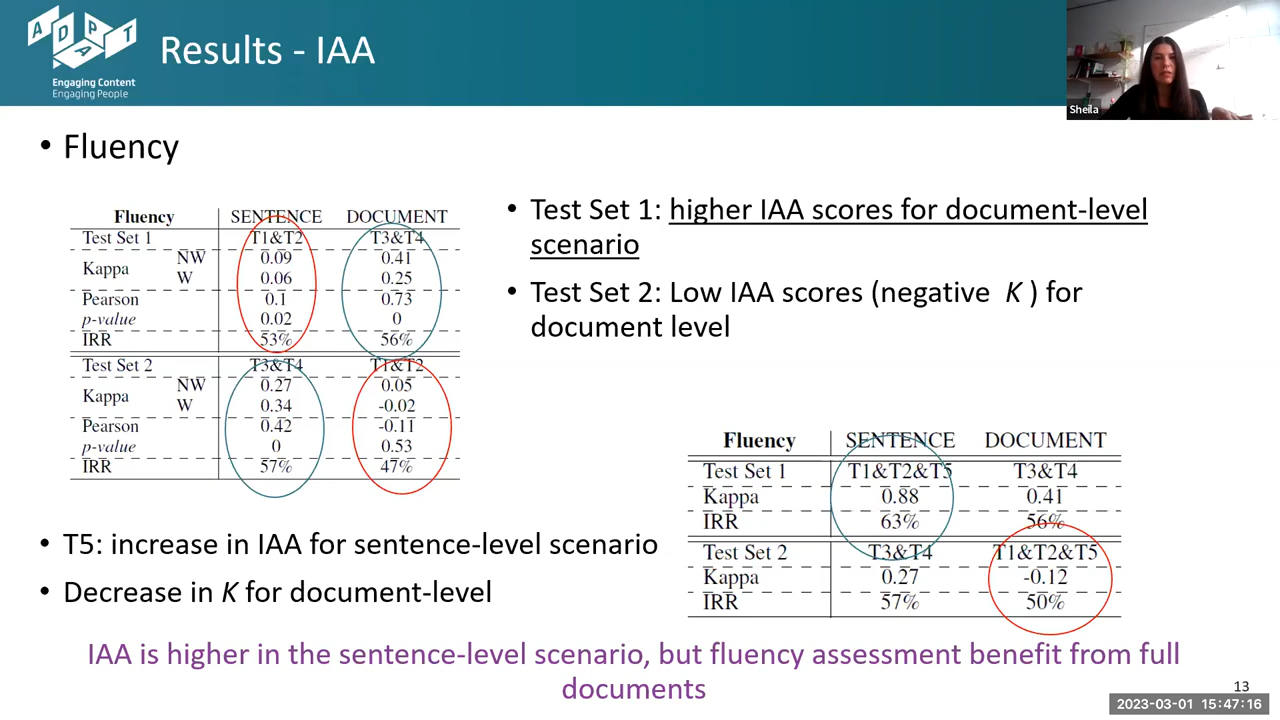 ADAPT
Engaging Content
Engaging People
Results - IAA
Sheila
• Fluency
Fluency SENTENCE DOCUMENT
Test Set 1 T1&T2 T3&T4
Kappa NW 0.09 0.41
W 0.06 0.25
Pearson 0.1 0.73
p-value 0.02 0
IRR 53% 56%
Test Set 2 T3&T4 T1&T2
Kappa NW 0.27 0.05
W 0.34 -0.02
Pearson 0.42 -0.11
p-value 0 0.53
IRR 57% 47%
• Test Set 1: higher IAA scores for document-level
scenario
• Test Set 2: Low IAA scores (negative K ) for
document level
Fluency SENTENCE DOCUMENT
Test Set 1 T1&T2&T5 T3&T4
Kappa 0.88 0.41
IRR 63% 56%
Test Set 2 T3&T4 T1&T2&T5
Kappa 0.27 -0.12
IRR 57% 50%
• T5: increase in IAA for sentence-level scenario
• Decrease in K for document-level
IAA is higher in the sentence-level scenario, but fluency assessment benefit from full
documents
13
2023-03-01 15:47:16